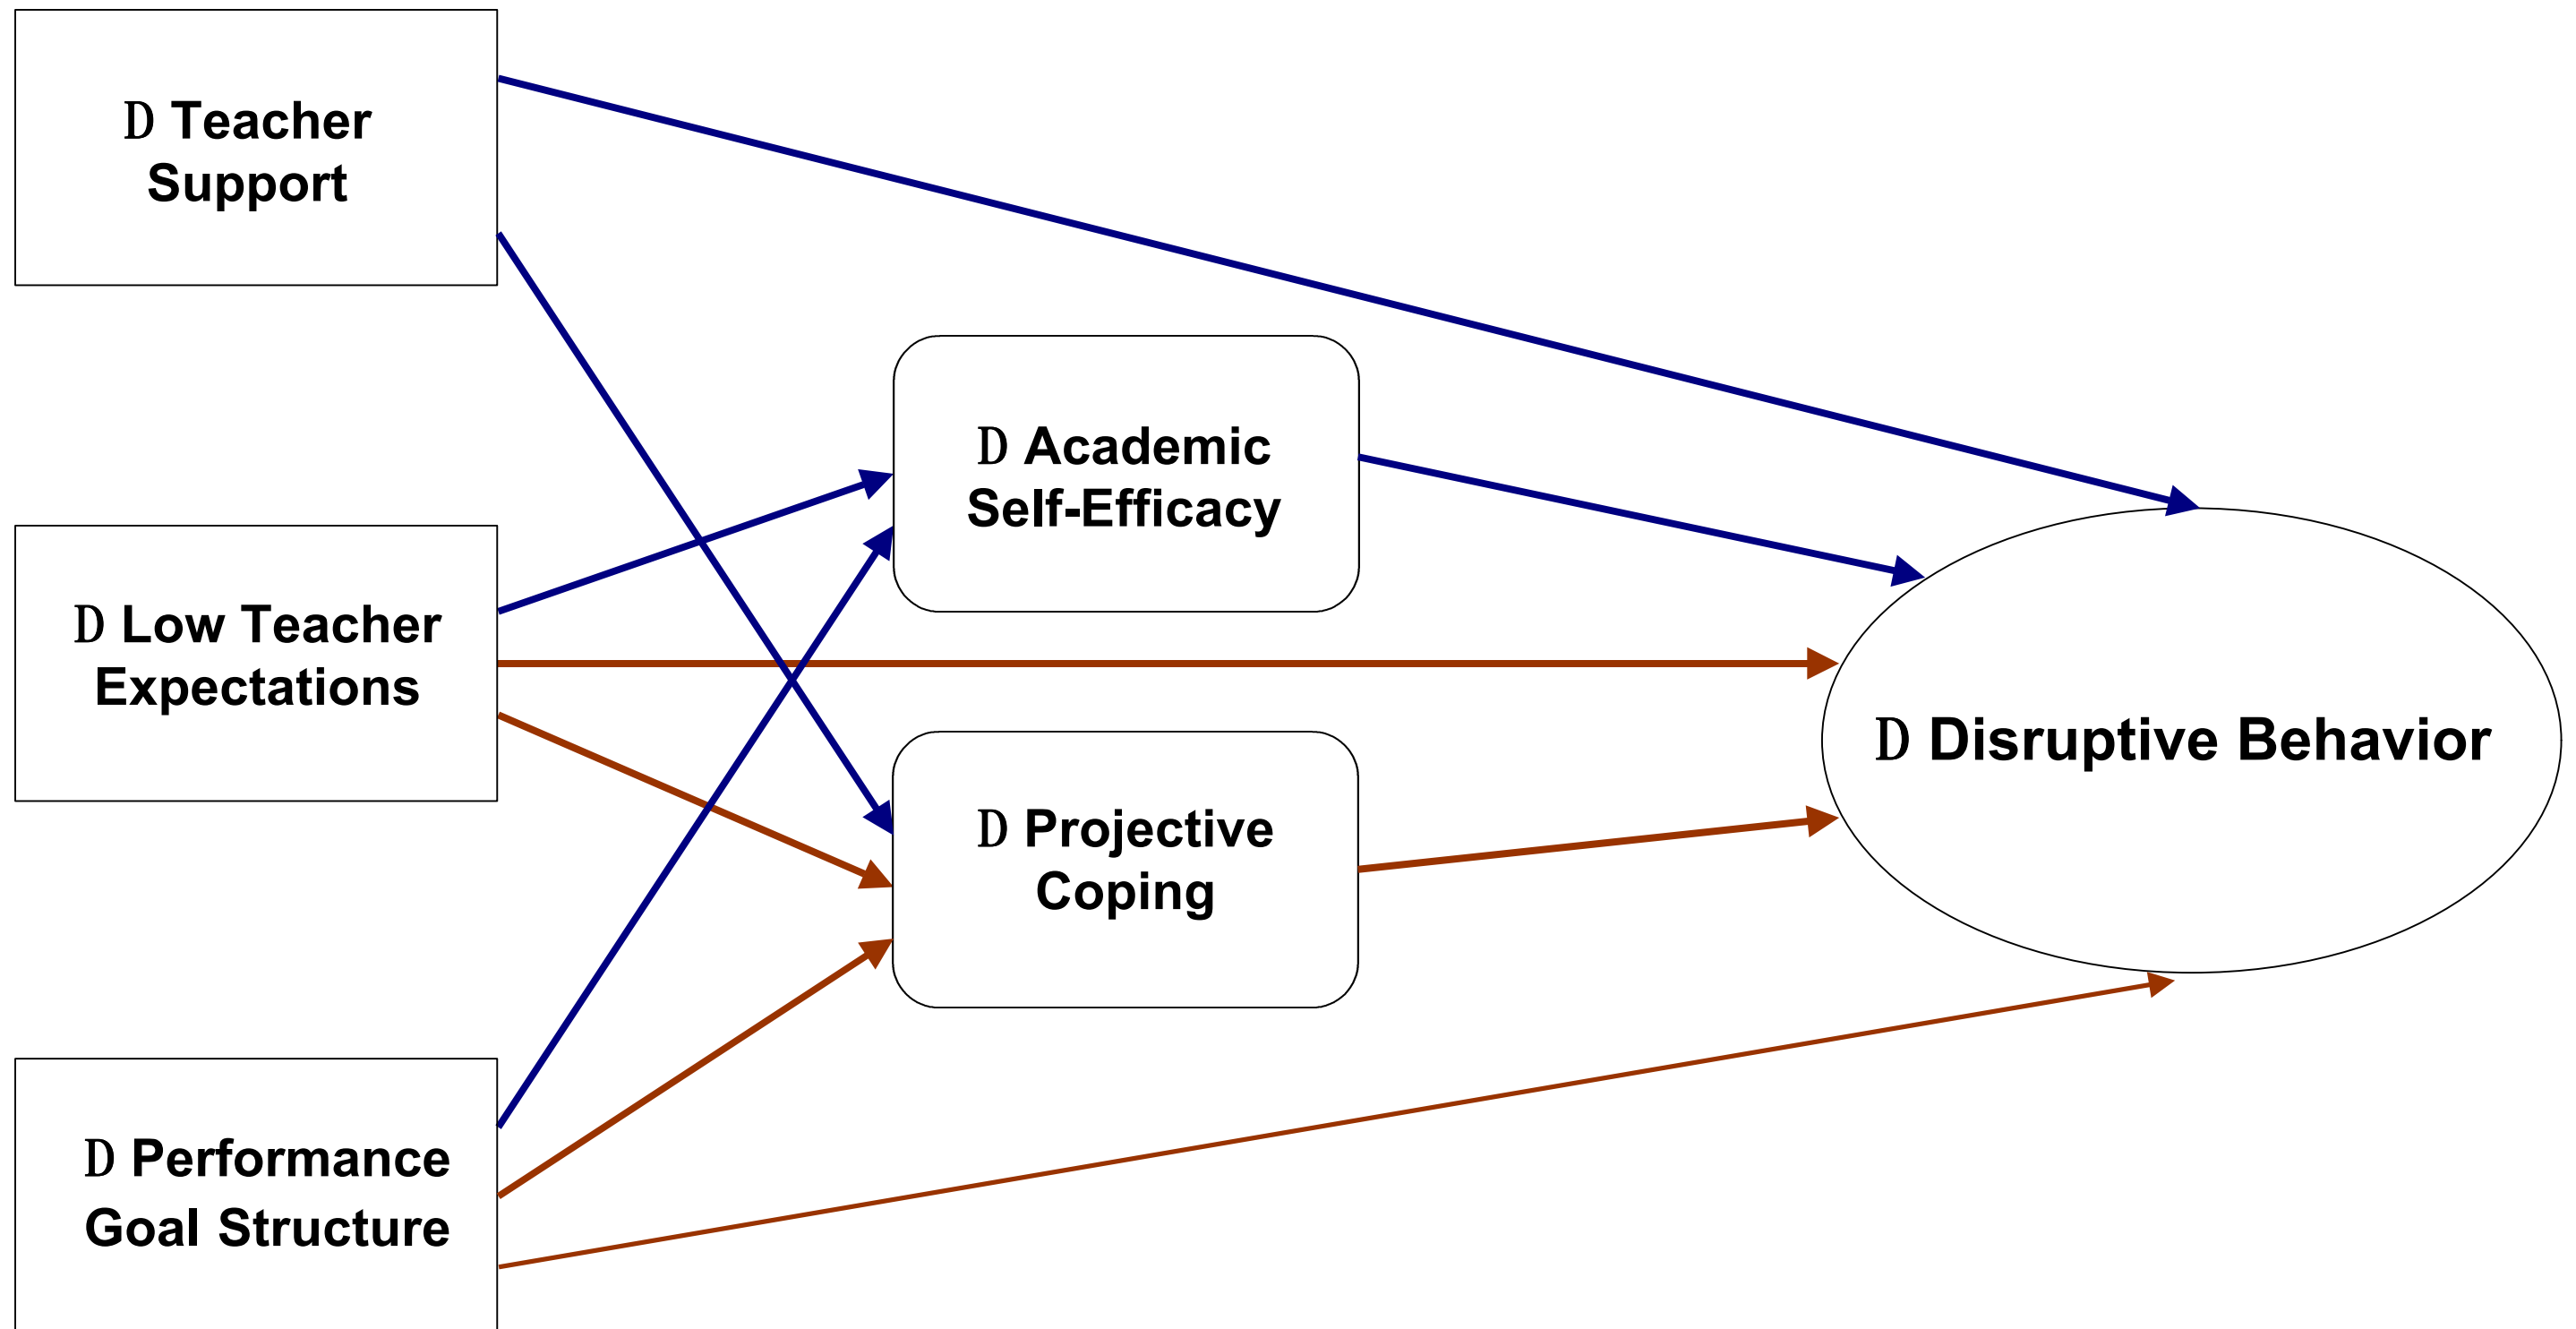 D Teacher
Support
D Academic
Self-Efficacy
D Low Teacher
Expectations
D Disruptive Behavior
D Projective
Coping
D Performance
Goal Structure